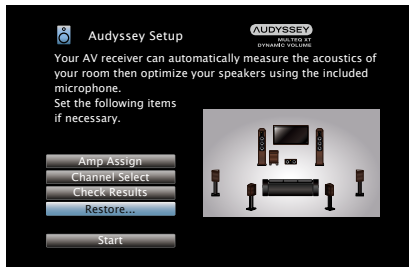 Audyssey Setup
AUDYSSEY
MULTEQ XT
DYNAMIC VOLUME
Your AV receiver can automatically measure the acoustics of
your room then optimize your speakers using the included
microphone.
Set the following items
if necessary.
Amp Assign
Channel Select
Check Results
Restore...
Start